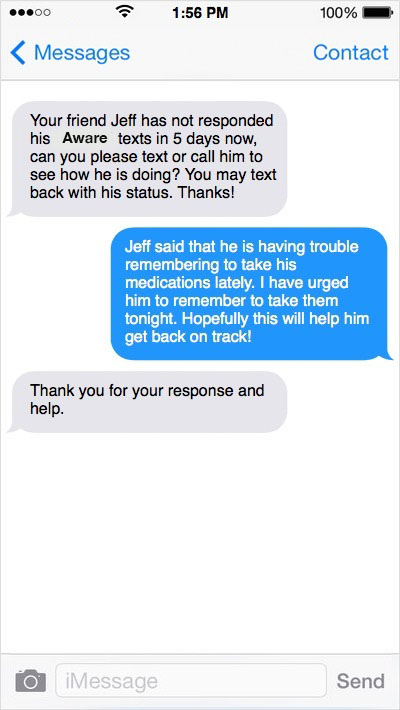 1:56 PM 100%
Messages Contact
Your friend Jeff has not responded
his Aware texts in 5 days now,
can you please text or call him to
see how he is doing? You may text
back with his status. Thanks!
Jeff said that he is having trouble
remembering to take his
medications lately. I have urged
him to remember to take them
tonight. Hopefully this will help him
get back on track!
Thank you for your response and
help.
iMessage Send